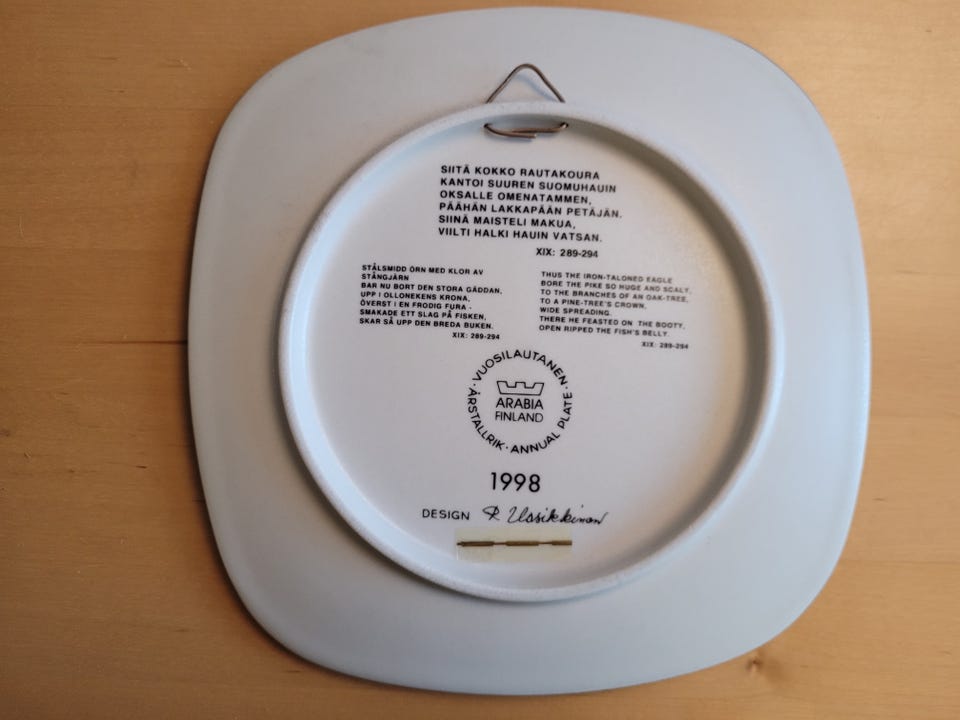 SIITÄ KOKKO RAUTAKOURA
KANTOI SUUREN SUOMUHAUIN
OKSALLE OMENATAMMEN,
PÄÄHÄN LAKKAPÄÄN PETÄJÄN.
SIINÄ MAISTELI MAKUA,
VIILTI HALKI HAUIN VATSAN.
XIX: 289-294
STÅLSMIDD ÖRN MED KLOR AV
STÅNGJÄRN
BAR NU BORT DEN STORA GÄDDAN,
UPP I OLLONEKENS KRONA,
ÖVERST I EN FRODIG FURA -
SMAKADE ETT SLAG PÅ FISKEN,
SKAR SÅ UPP DEN BREDA BUKEN.
XIX: 289-294
THUS THE IRON-TALONED EAGLE
BORE THE PIKE SO HUGE AND SCALY,
TO THE BRANCHES OF AN OAK-TREE,
TO A PINE-TREE'S CROWN,
WIDE SPREADING.
THERE HE FEASTED ON THE BOOTY,
OPEN RIPPED THE FISH'S BELLY.
XIX: 289-294
· VUOSILAUTANEN ·
ARABIA
FINLAND
ÅRSTALLRIK · ANNUAL PLATE
1998
DESIGN R. Uosikkinen